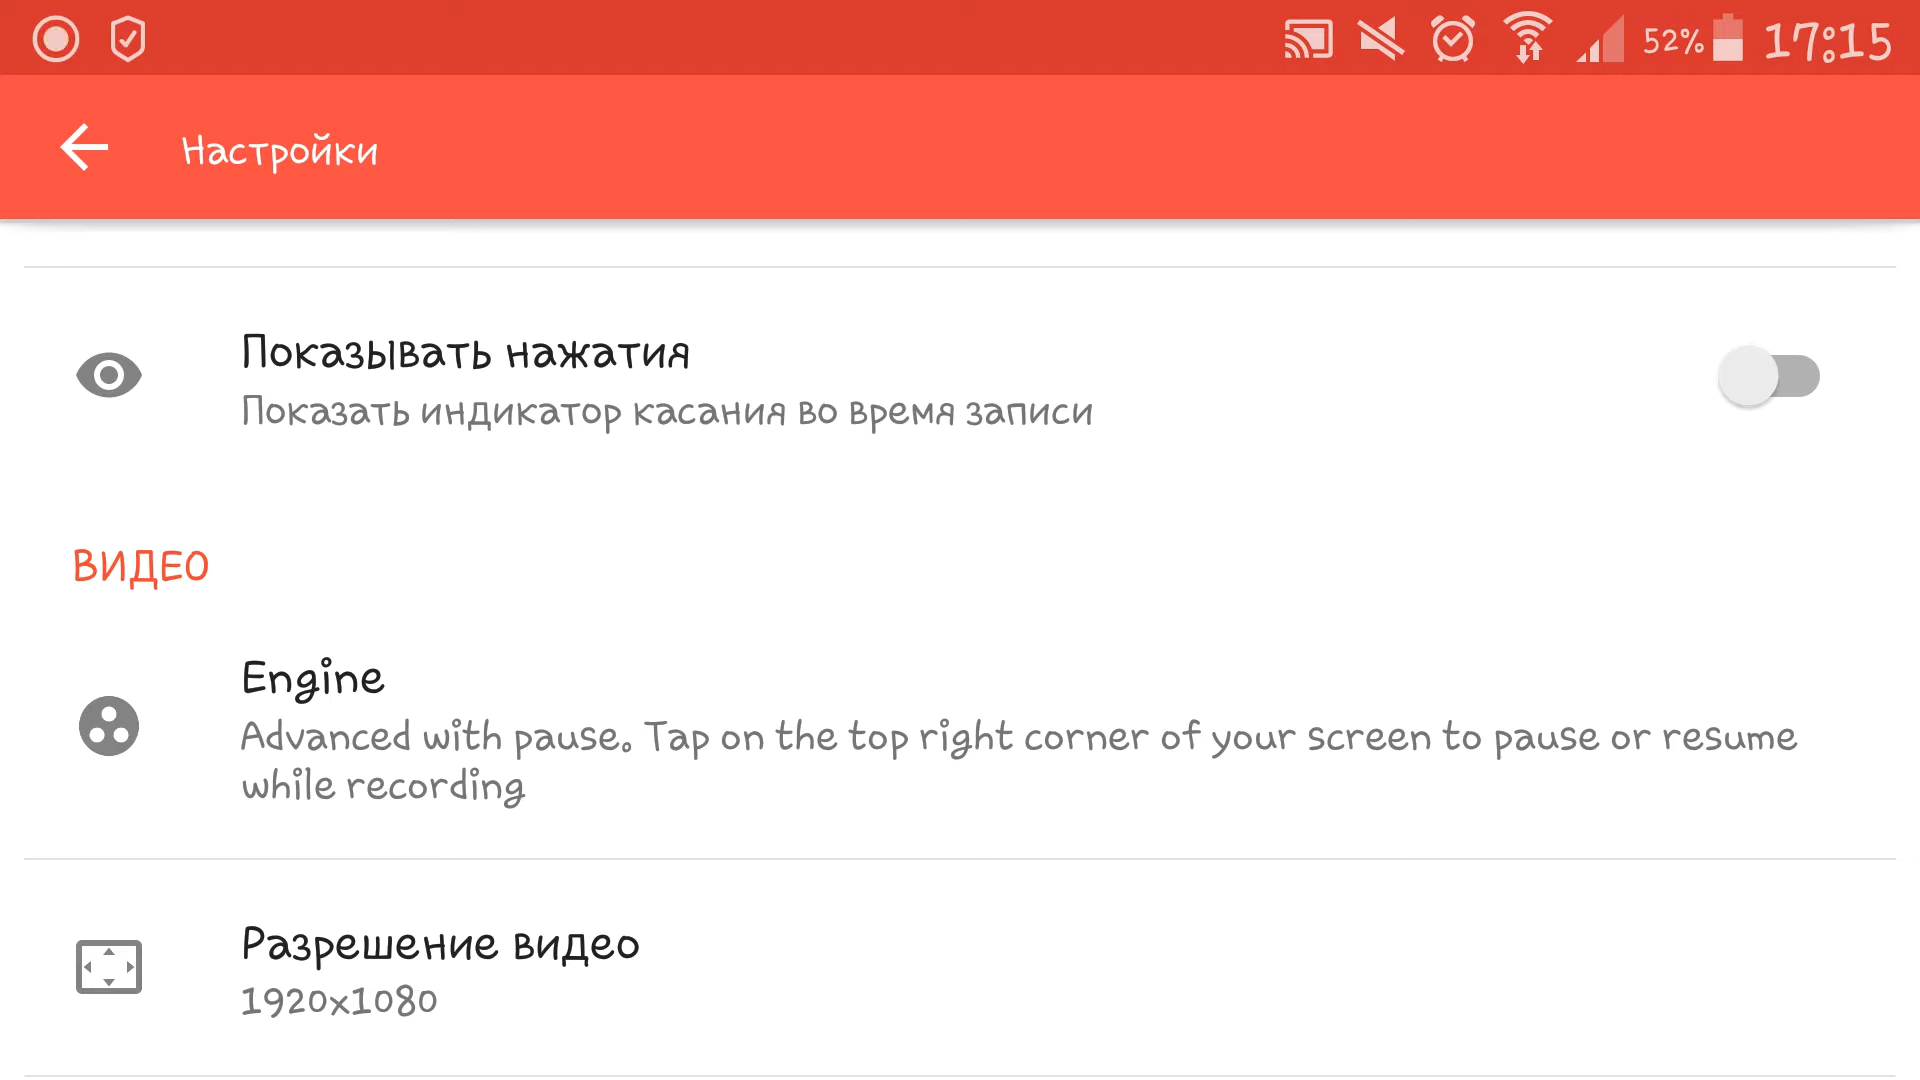 52% 17:15
Настройки
Показывать нажатия
Показать индикатор касания во время записи
ВИДЕО
Engine
Advanced with pause. Tap on the top right corner of your screen to pause or resume
while recording
Разрешение видео
1920x1080